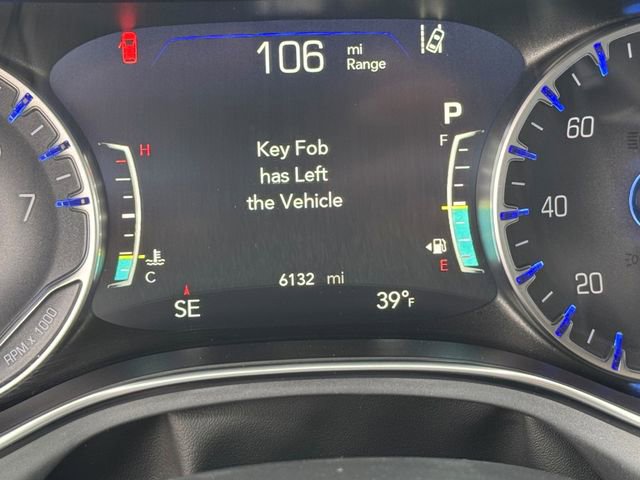 106 mi
Range
P
H
F
Key Fob
has Left
the Vehicle
60
7
40
C
E
6132 mi
20
SE
39°F
RPM x 1000